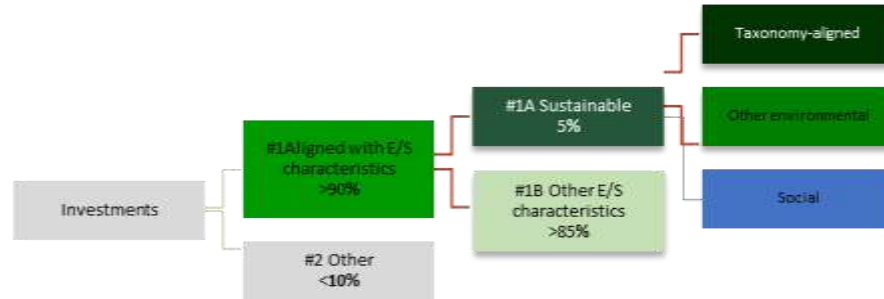 Taxonomy-aligned
#1A Sustainable
5%
Other environmental
#1Aligned with E/S
characteristics
>90%
Investments
#1B Other E/S
characteristics
>85%
Social
#2 Other
<10%